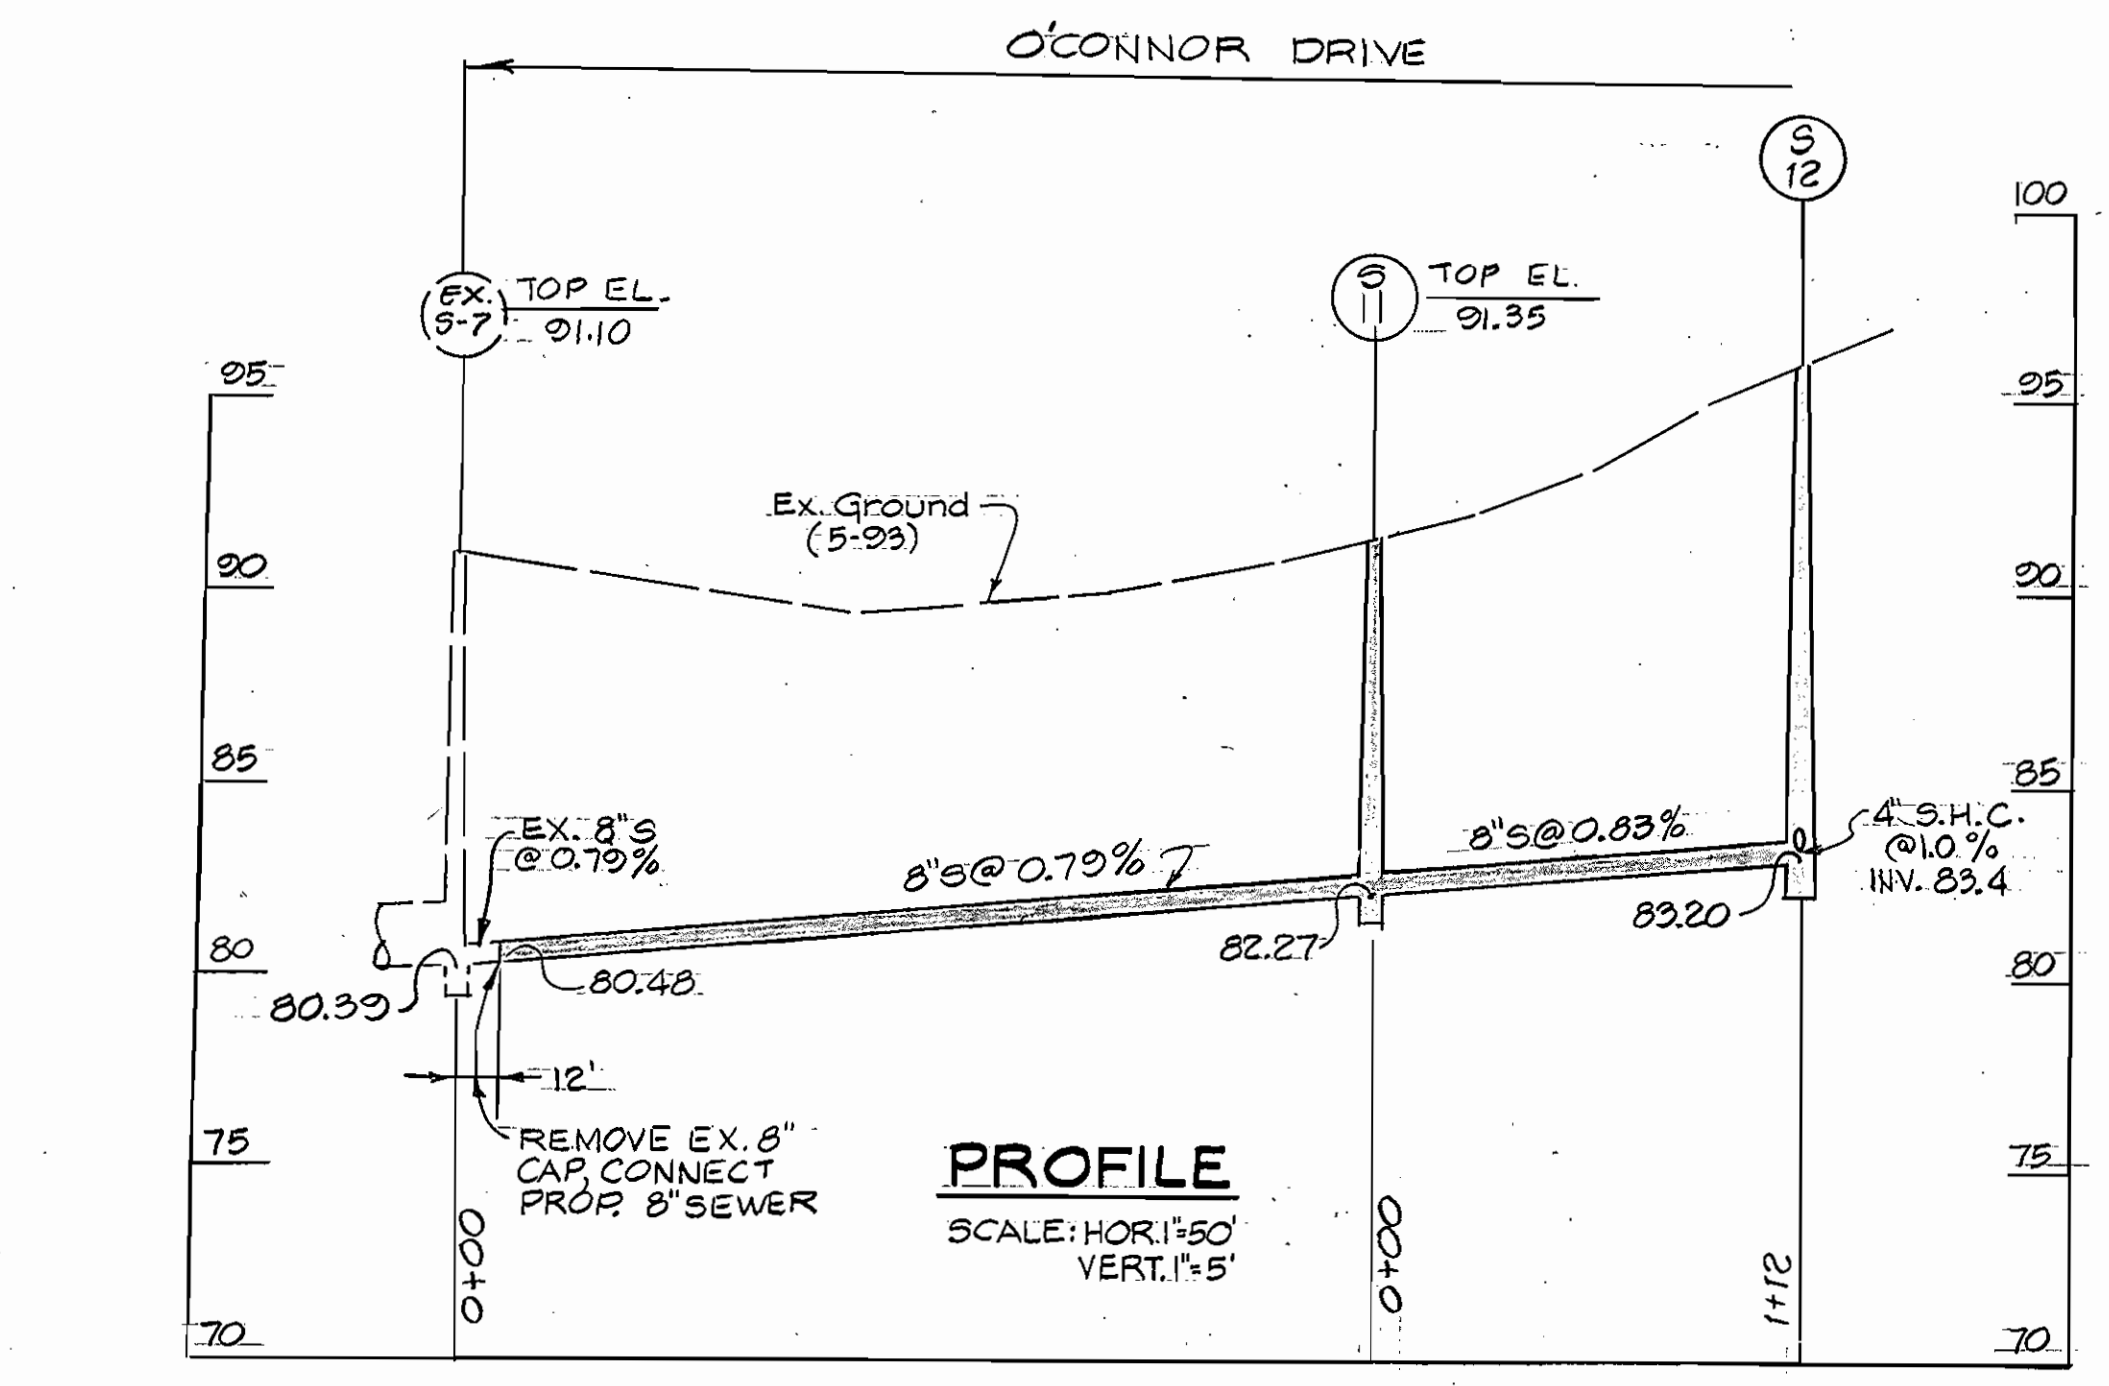 O'CONNOR DRIVE
S
12
100
EX.
S-7
TOP EL.
91.10
S
11
TOP EL.
91.35
95
95
Ex. Ground
(5-93)
90
90
85
85
EX. 8"S
@ 0.79%
8"S@ 0.79%
8"S@0.83%
4" S.H.C.
@1.0%
INV. 83.4
83.20
82.27
80
80
80.48
80.39
12'
REMOVE EX. 8"
CAP, CONNECT
PROP. 8" SEWER
75
75
PROFILE
SCALE: HOR. 1"=50'
VERT. 1"=5'
0+00
0+00
1+12
70
70